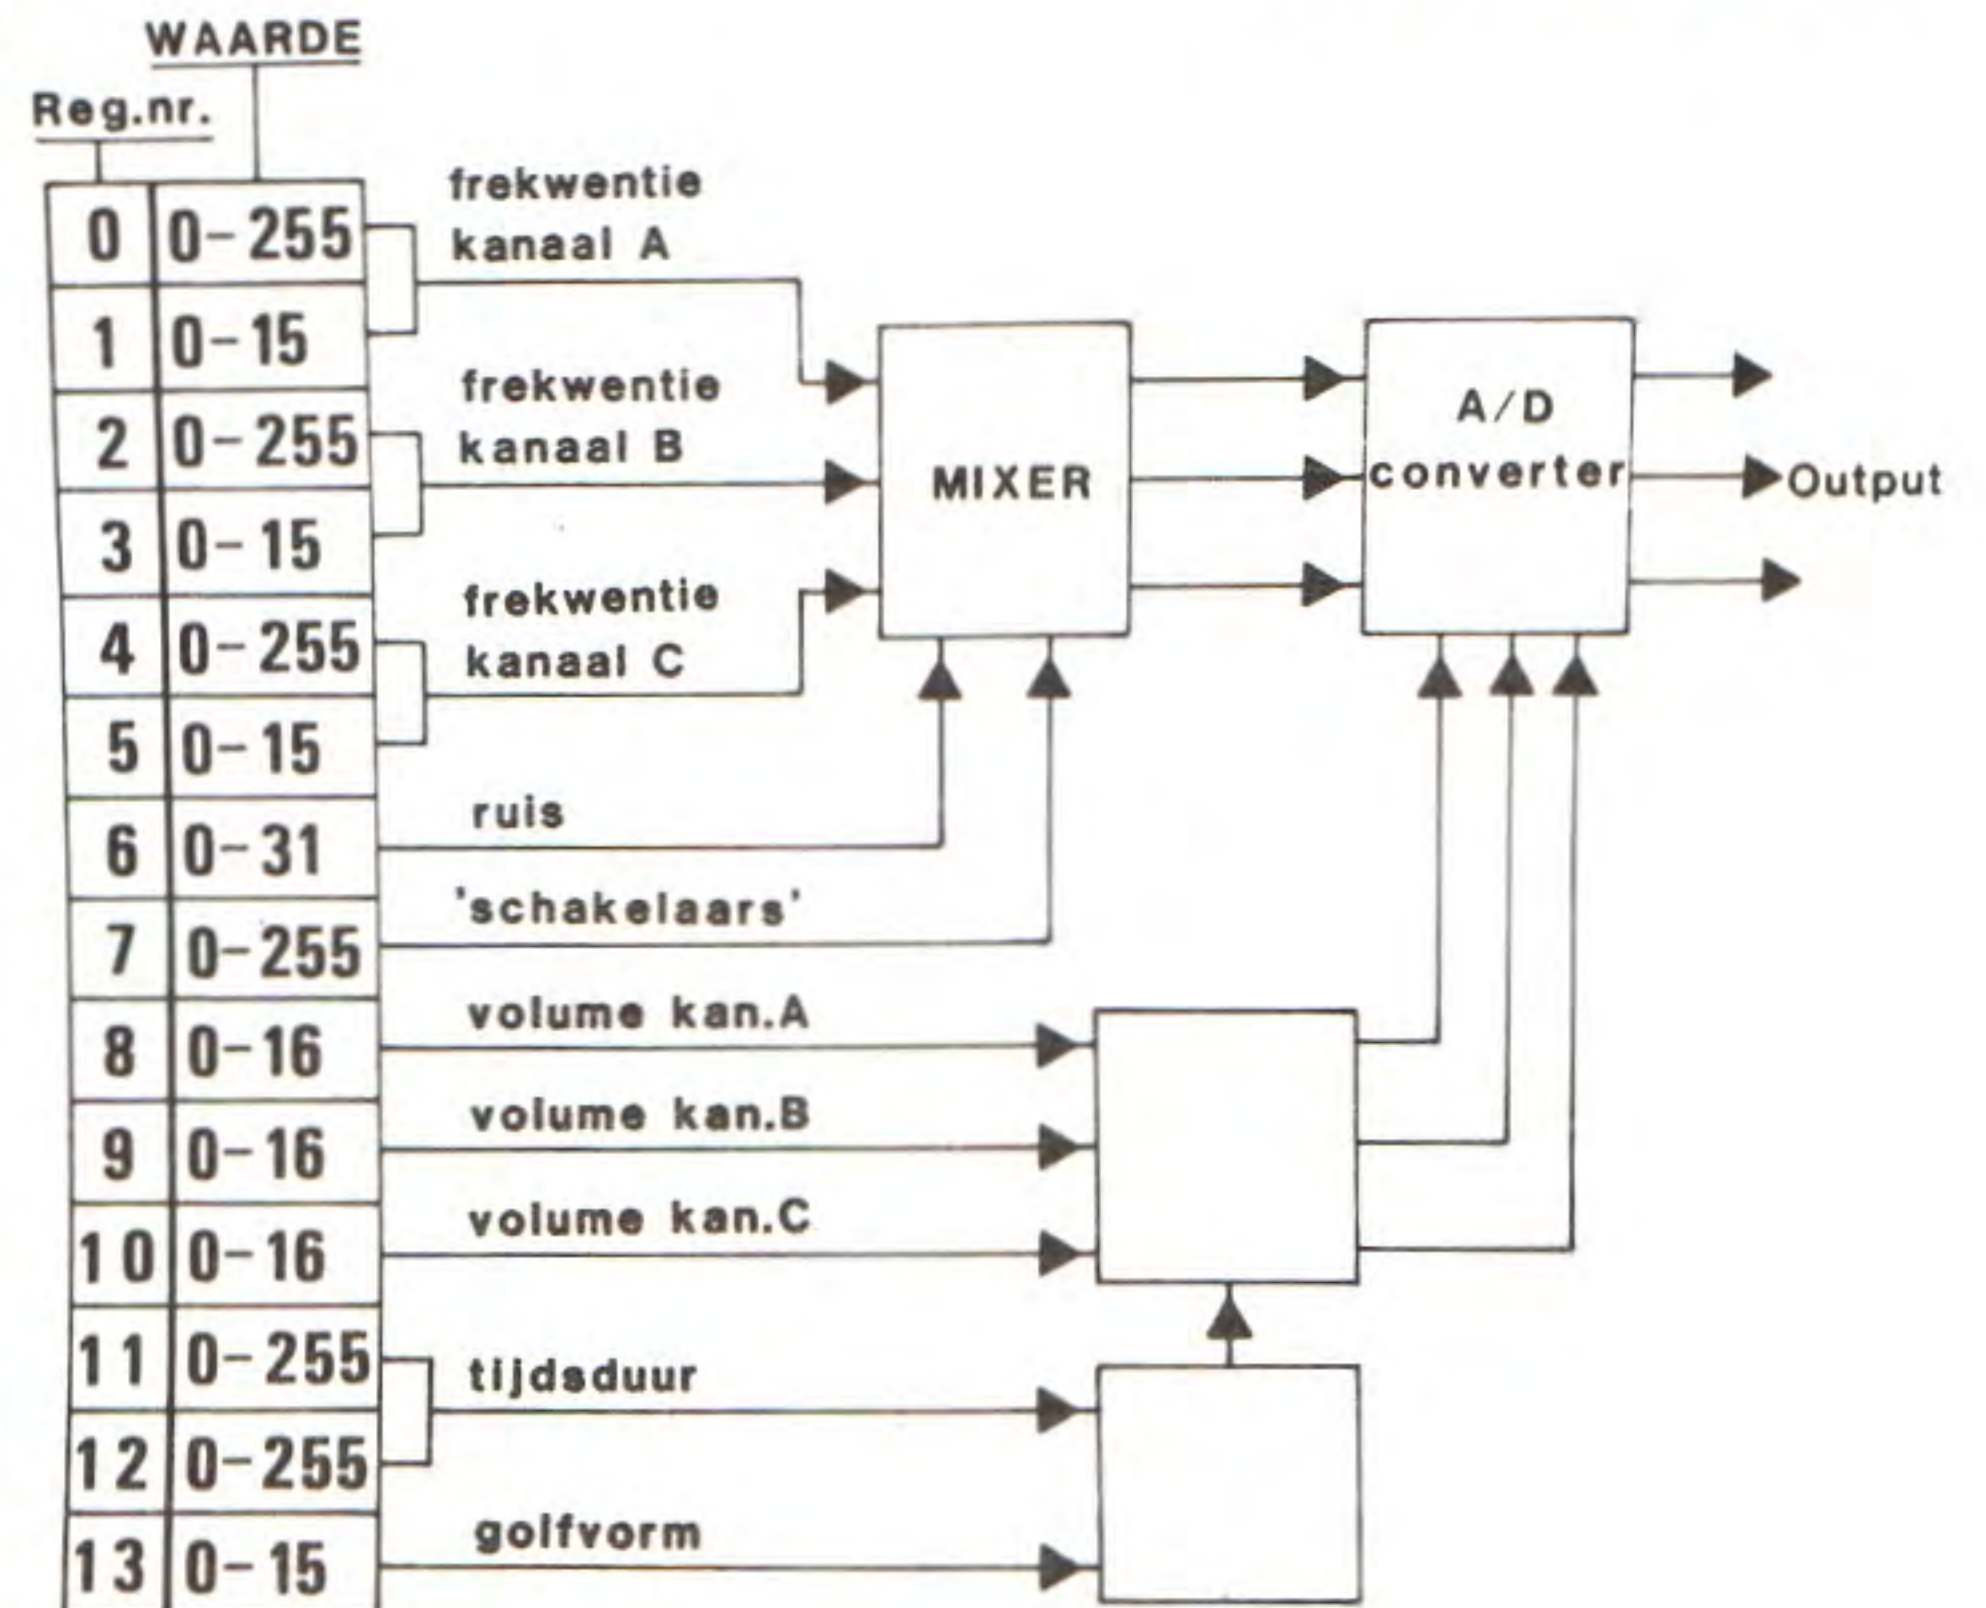 WAARDE
Reg.nr.
0 0-255
1 0-15
2 0-255
3 0-15
4 0-255
5 0-15
6 0-31
7 0-255
8 0-16
9 0-16
10 0-16
11 0-255
12 0-255
13 0-15
frekwentie
kanaal A
frekwentie
kanaal B
frekwentie
kanaal C
ruis
'schakelaars'
volume kan.A
volume kan.B
volume kan.C
tijdsduur
golfvorm
MIXER
A/D
converter
Output